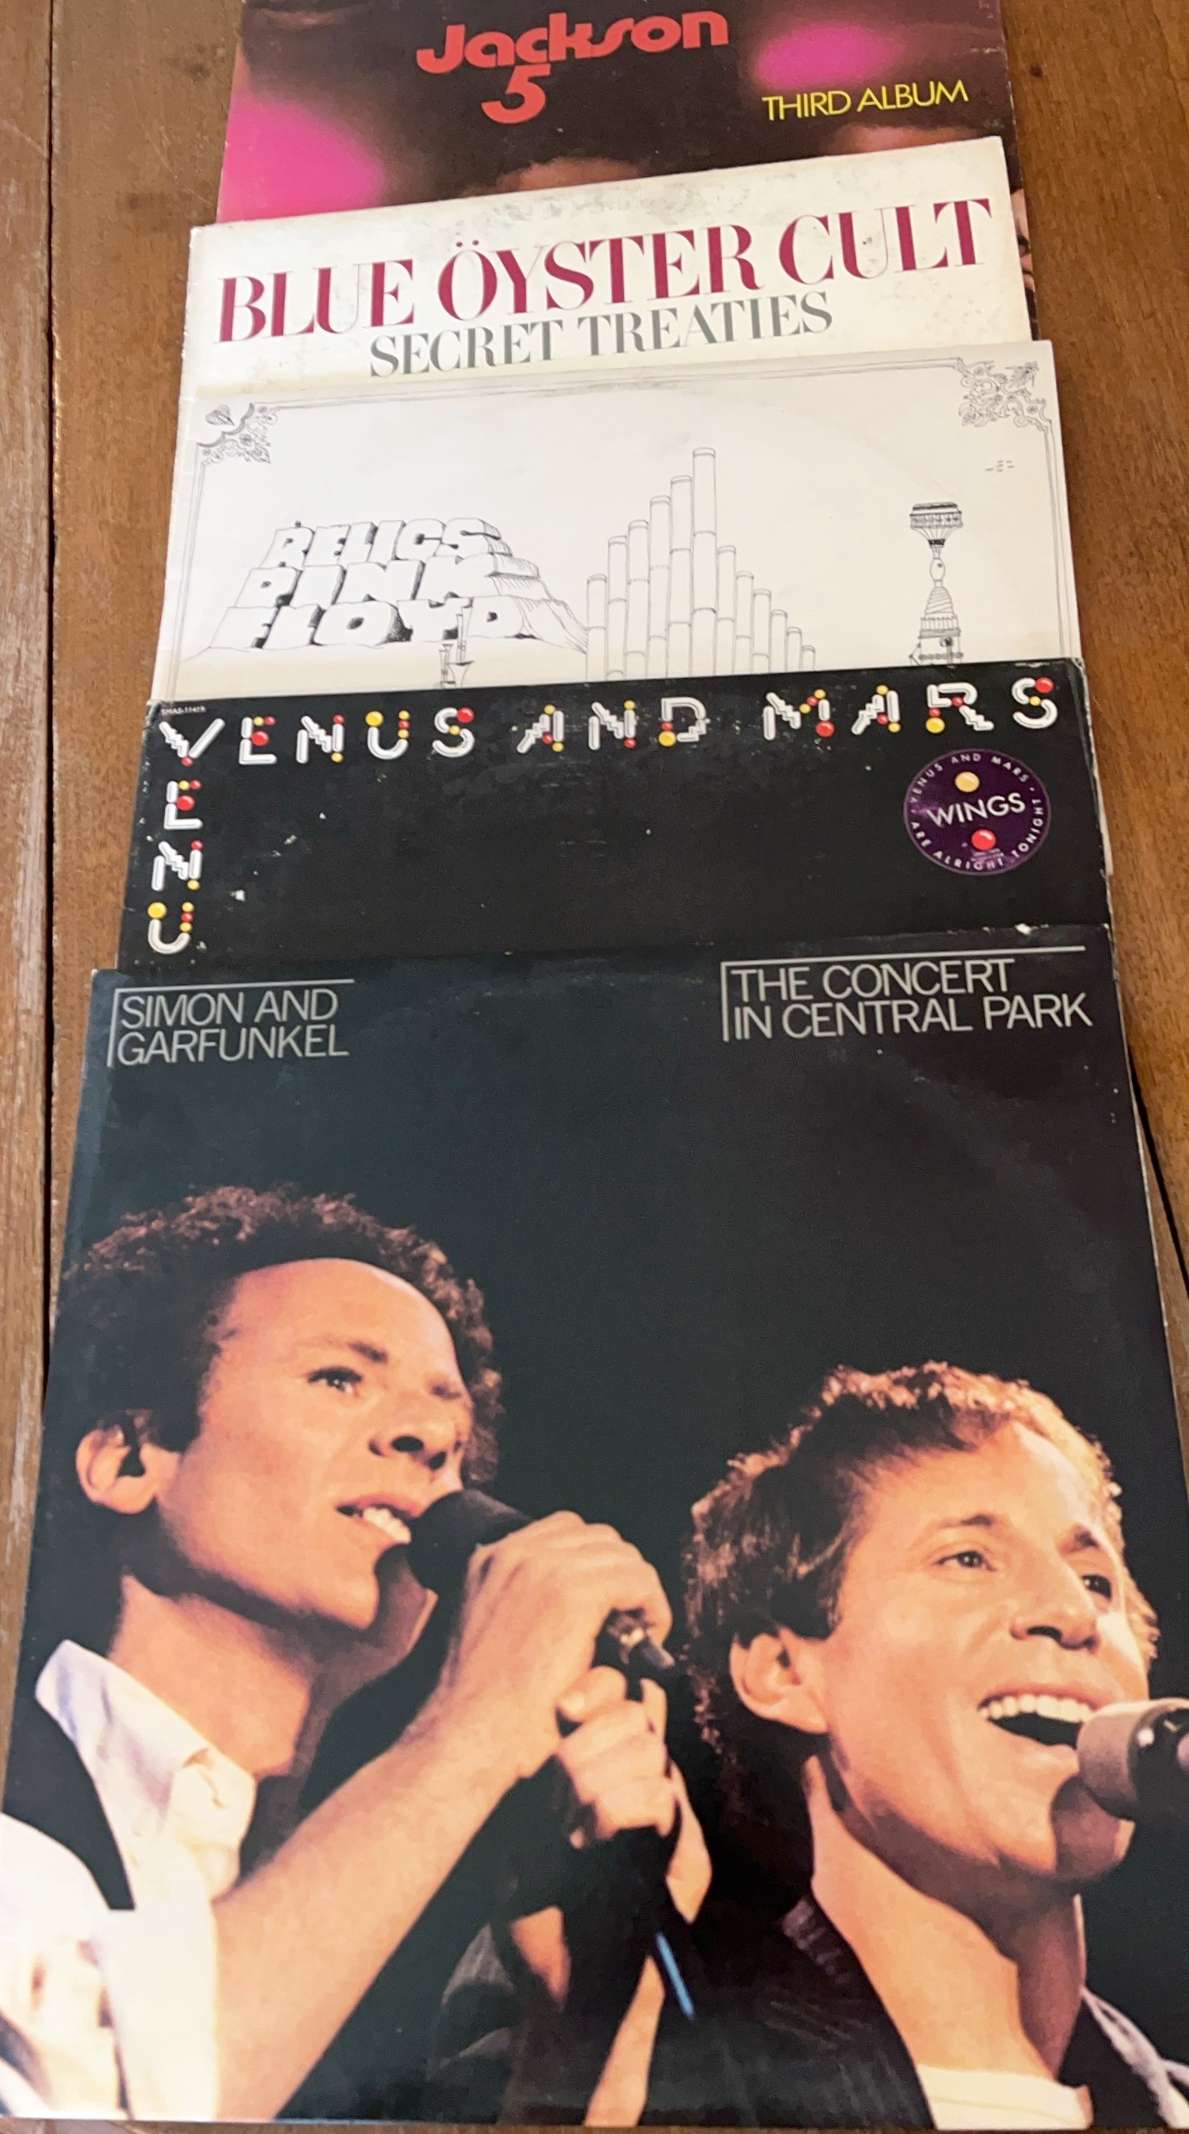 Jackson
5
THIRD ALBUM
BLUE ÖYSTER CULT
SECRET TREATIES
RELICS
PINK
FLOYD
VENUS AND MARS
ENU
VENUS AND MARS
WINGS
ARE ALRIGHT TONIGHT
SIMON AND
GARFUNKEL
THE CONCERT
IN CENTRAL PARK